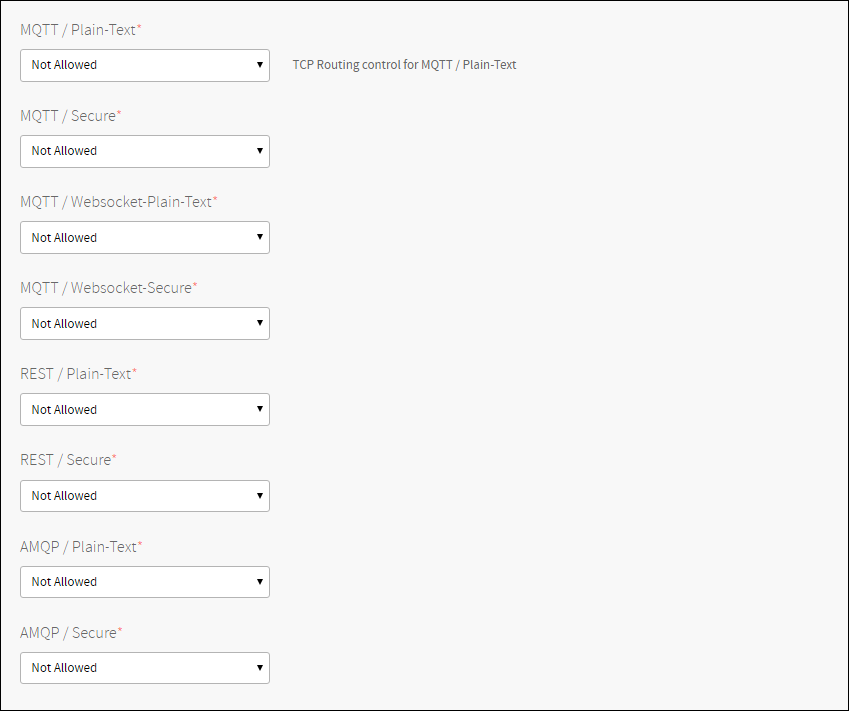 MQTT / Plain-Text*
Not Allowed
TCP Routing control for MQTT / Plain-Text
MQTT / Secure*
Not Allowed
MQTT / Websocket-Plain-Text*
Not Allowed
MQTT / Websocket-Secure*
Not Allowed
REST / Plain-Text*
Not Allowed
REST / Secure*
Not Allowed
AMQP / Plain-Text*
Not Allowed
AMQP / Secure*
Not Allowed